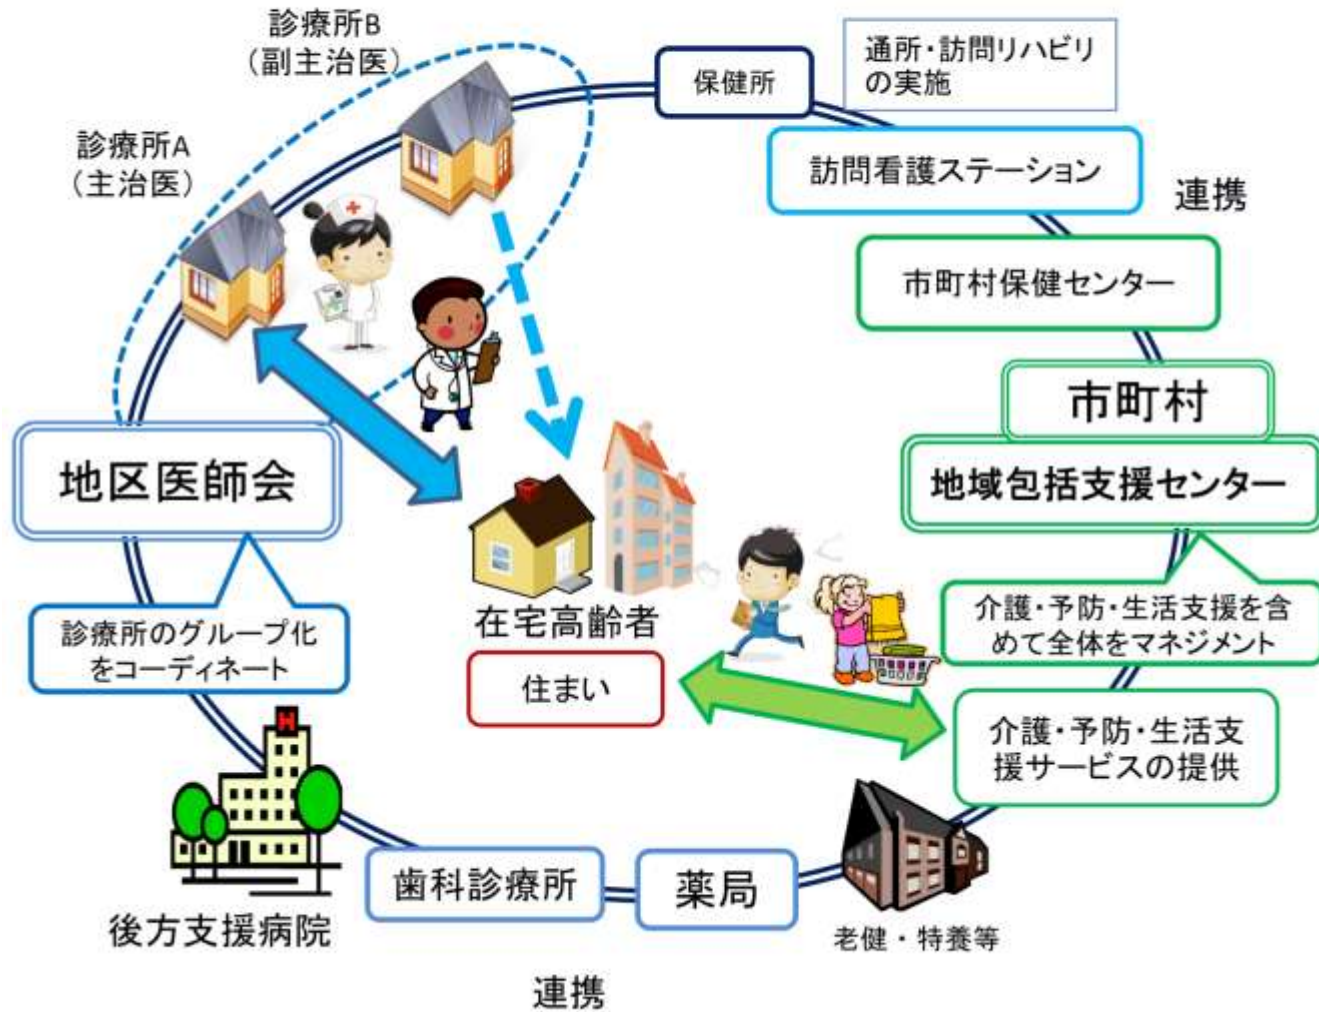 診療所B
（副主治医）
診療所A
（主治医）
保健所
通所・訪問リハビリ
の実施
訪問看護ステーション
連携
市町村保健センター
市町村
地域包括支援センター
介護・予防・生活支援を含
めて全体をマネジメント
地区医師会
診療所のグループ化
をコーディネート
在宅高齢者
住まい
介護・予防・生活支
援サービスの提供
H
後方支援病院
歯科診療所
薬局
老健・特養等
連携